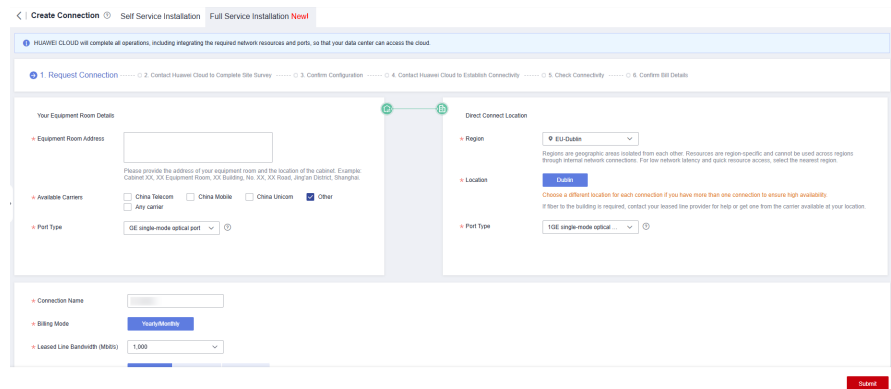 Create Connection Self Service Installation Full Service Installation New!
HUAWEI CLOUD will complete all operations, including integrating the required network resources and ports, so that your data center can access the cloud.
1. Request Connection 2. Contact Huawei Cloud to Complete Site Survey 3. Confirm Configuration 4. Contact Huawei Cloud to Establish Connectivity 5. Check Connectivity 6. Confirm Bill Details
Your Equipment Room Details
* Equipment Room Address
Please provide the address of your equipment room and the location of the cabinet. Example:
Cabinet XX, XX Equipment Room, XX Building, No. XX, XX Road, Jing'an District, Shanghai.
* Available Carriers China Telecom China Mobile China Unicom Other
Any carrier
* Port Type GE single-mode optical port
Direct Connect Location
* Region EU-Dublin
Regions are geographic areas isolated from each other. Resources are region-specific and cannot be used across regions
through internal network connections. For low network latency and quick resource access, select the nearest region.
* Location Dublin
Choose a different location for each connection if you have more than one connection to ensure high availability.
If fiber to the building is required, contact your leased line provider for help or get one from the carrier available at your location.
* Port Type 1GE single-mode optical ...
* Connection Name
* Billing Mode Yearly/Monthly
* Leased Line Bandwidth (Mbit/s) 1,000
Submit